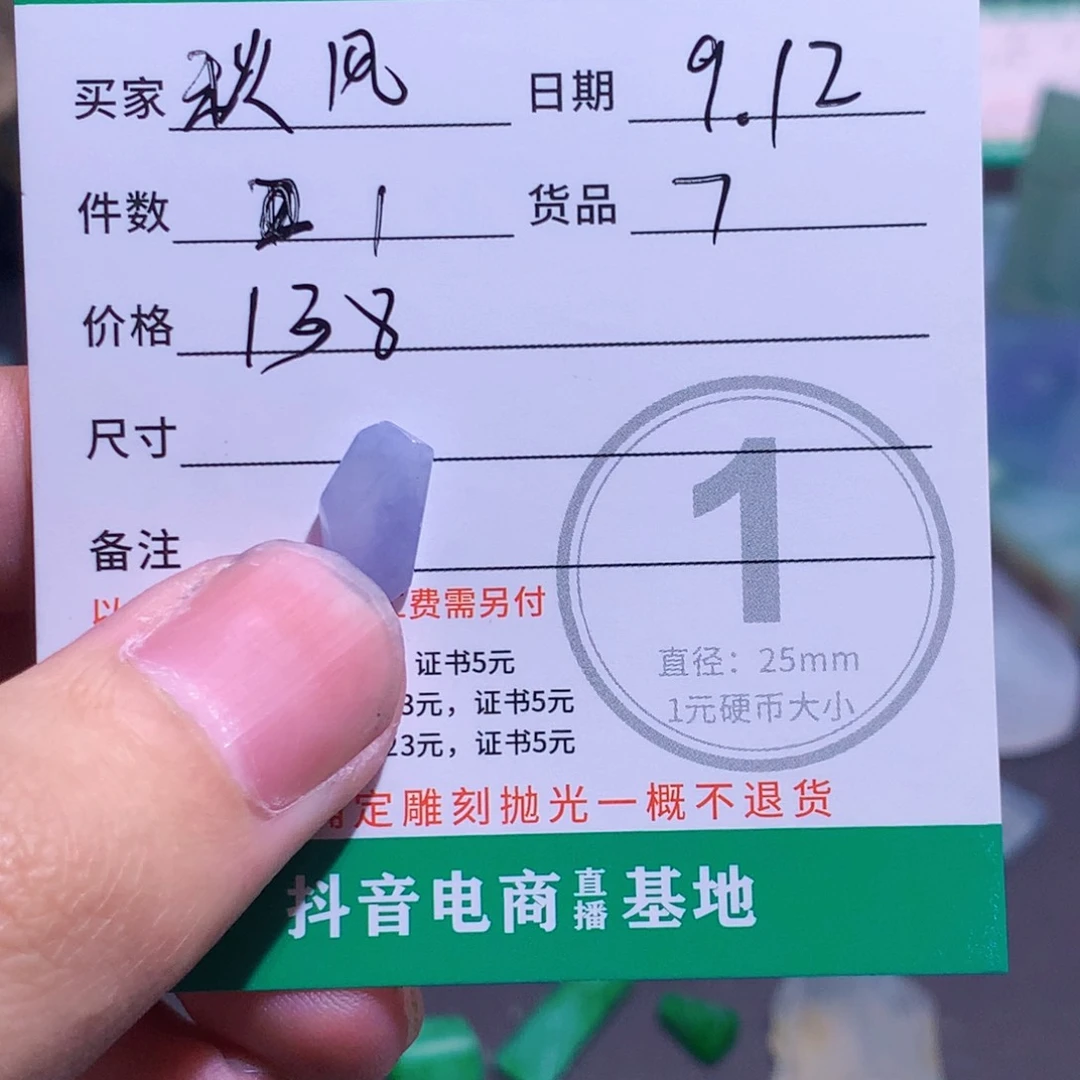 买家 秋风 日期 9.12
件数 1 货品 7
价格 138
尺寸
备注
以 费需另付
证书5元
3元，证书5元
23元，证书5元
定雕刻抛光一概不退货
1
直径：25mm
1元硬币大小
抖音电商直播基地